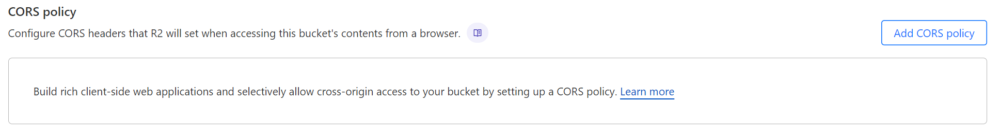 CORS policy
Configure CORS headers that R2 will set when accessing this bucket's contents from a browser.
Add CORS policy
Build rich client-side web applications and selectively allow cross-origin access to your bucket by setting up a CORS policy. Learn more